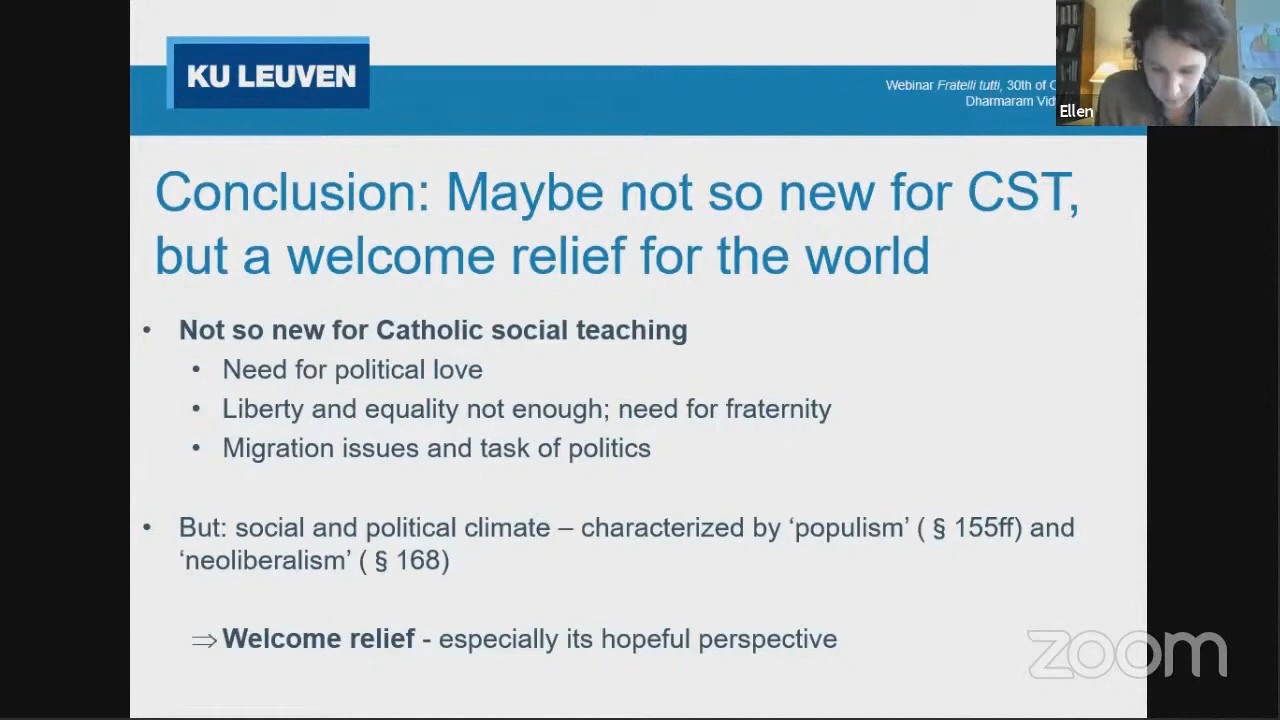 KU LEUVEN
Webinar Fratelli tutti, 30th of
Dharmaram
Ellen
Conclusion: Maybe not so new for CST,
but a welcome relief for the world
• Not so new for Catholic social teaching
• Need for political love
• Liberty and equality not enough; need for fraternity
• Migration issues and task of politics
• But: social and political climate – characterized by ‘populism’ ( § 155ff) and
‘neoliberalism’ ( § 168)
⇒ Welcome relief - especially its hopeful perspective
zoom